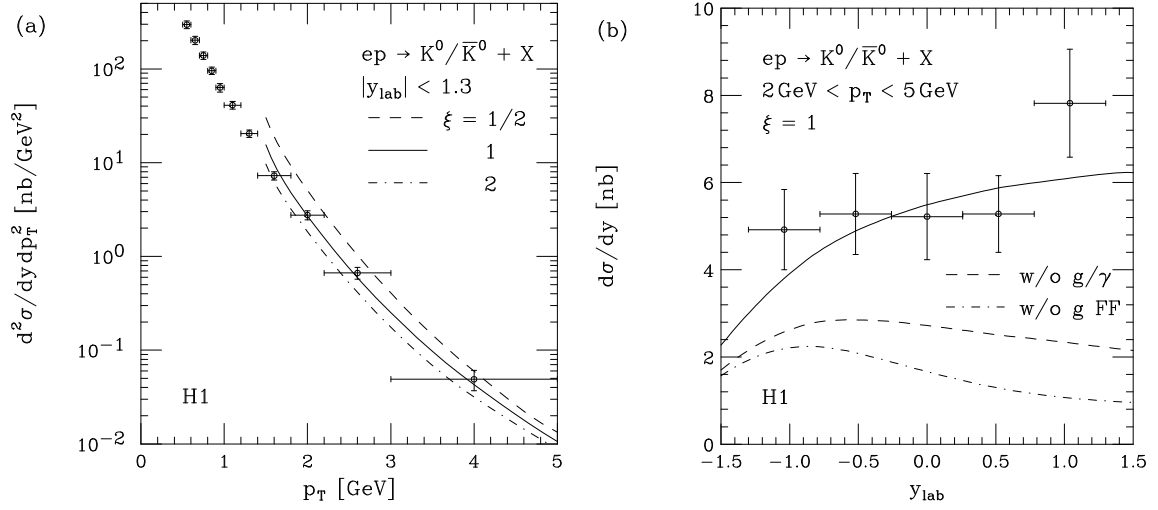 (a)
ep → K⁰/K̅⁰ + X
|y_lab| < 1.3
ξ = 1/2
1
2
H1
d²σ/dy dp_T² [nb/GeV²]
10²
10¹
10⁰
10⁻¹
10⁻²
0 1 2 3 4 5
p_T [GeV]
(b)
ep → K⁰/K̅⁰ + X
2 GeV < p_T < 5 GeV
ξ = 1
w/o g/γ
w/o g FF
H1
dσ/dy [nb]
10
8
6
4
2
0
−1.5 −1.0 −0.5 0.0 0.5 1.0 1.5
y_lab